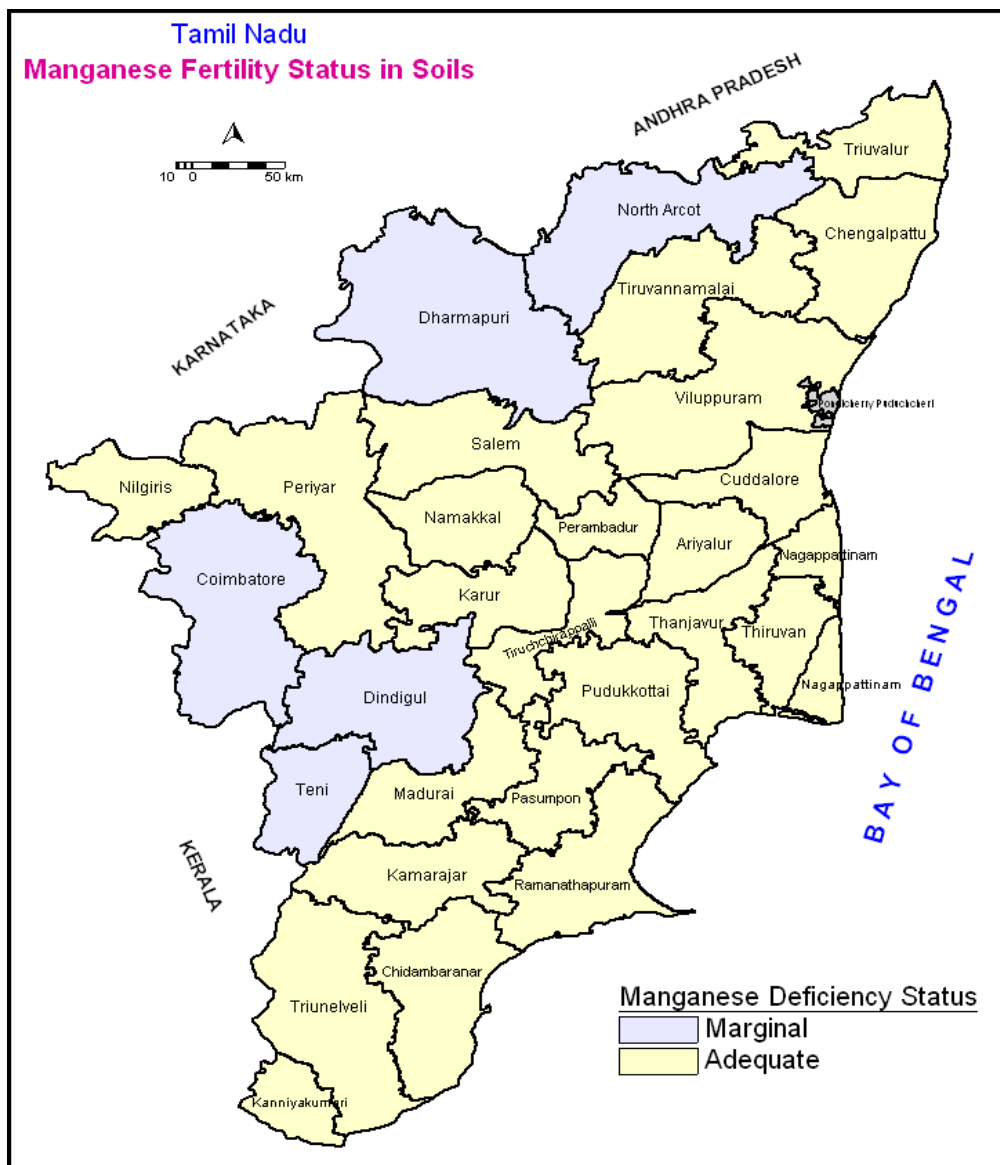 Tamil Nadu
Manganese Fertility Status in Soils
ANDHRA PRADESH
10 0 50 km
Triuvalur
North Arcot
Chengalpattu
Tiruvannamalai
Dharmapuri
KARNATAKA
Viluppuram
Pondicherry Puducheri
Salem
Cuddalore
Nilgiris
Periyar
Namakkal
Perambadur
Ariyalur
Nagappattinam
Coimbatore
Karur
Thanjavur
Thiruvan
Tiruchchirappalli
Nagappattinam
Pudukkottai
Dindigul
BAY OF BENGAL
Teni
Madurai
Pasumpon
KERALA
Kamarajar
Ramanathapuram
Chidambaranar
Triunelveli
Manganese Deficiency Status
Marginal
Adequate
Kanniyakumari